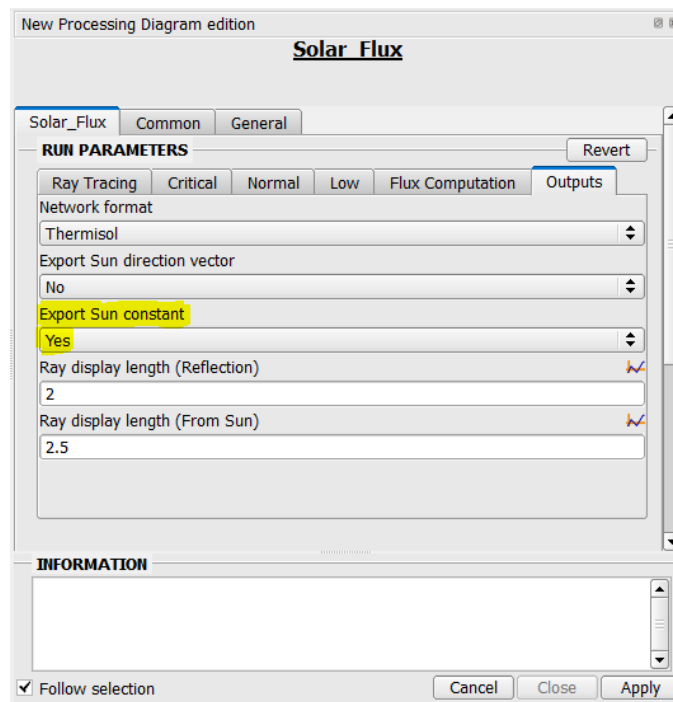 New Processing Diagram edition
Solar_Flux
Solar_Flux Common General
RUN PARAMETERS Revert
Ray Tracing Critical Normal Low Flux Computation Outputs
Network format
Thermisol
Export Sun direction vector
No
Export Sun constant
Yes
Ray display length (Reflection)
2
Ray display length (From Sun)
2.5
INFORMATION
Follow selection Cancel Close Apply